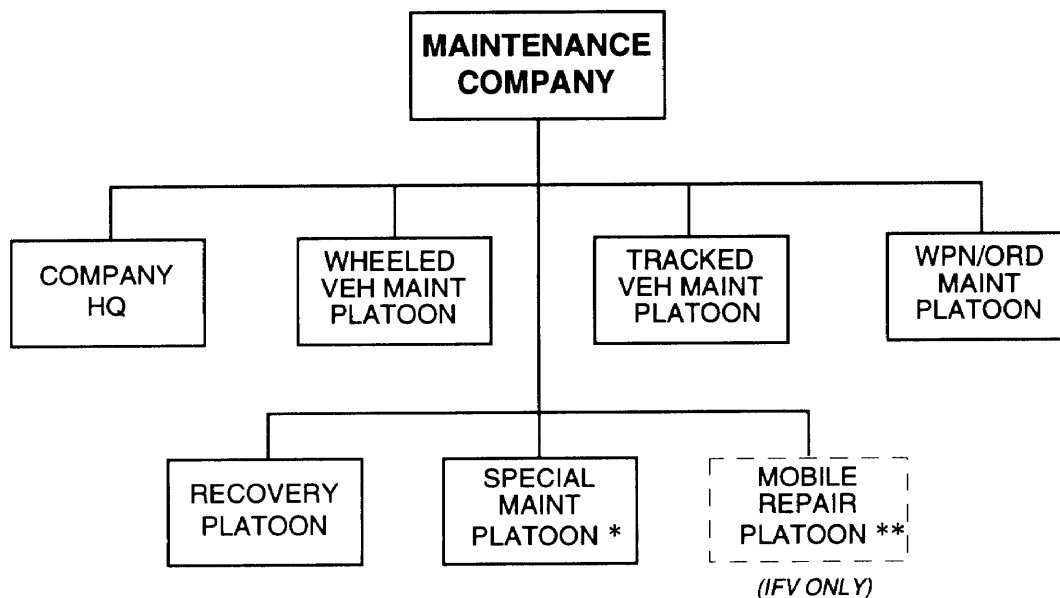 MAINTENANCE
COMPANY
COMPANY
HQ
WHEELED
VEH MAINT
PLATOON
TRACKED
VEH MAINT
PLATOON
WPN/ORD
MAINT
PLATOON
RECOVERY
PLATOON
SPECIAL
MAINT
PLATOON *
MOBILE
REPAIR
PLATOON **
(IFV ONLY)